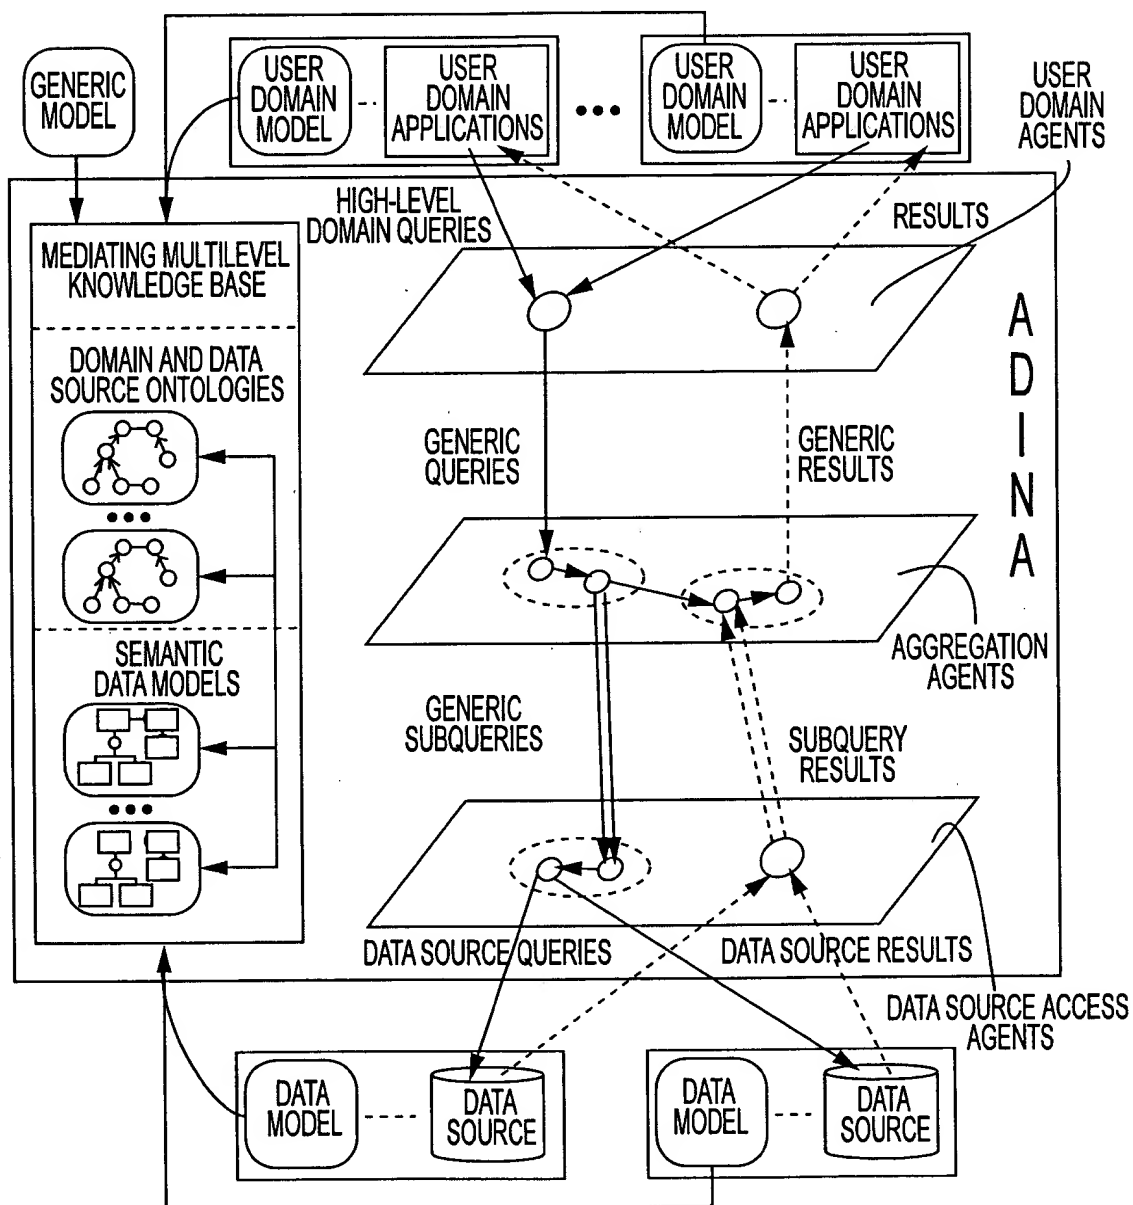 GENERIC
MODEL
USER
DOMAIN
MODEL
USER
DOMAIN
APPLICATIONS
USER
DOMAIN
MODEL
USER
DOMAIN
APPLICATIONS
USER
DOMAIN
AGENTS
HIGH-LEVEL
DOMAIN QUERIES
RESULTS
MEDIATING MULTILEVEL
KNOWLEDGE BASE
ADINA
DOMAIN AND DATA
SOURCE ONTOLOGIES
GENERIC
QUERIES
GENERIC
RESULTS
AGGREGATION
AGENTS
SEMANTIC
DATA MODELS
GENERIC
SUBQUERIES
SUBQUERY
RESULTS
DATA SOURCE QUERIES
DATA SOURCE RESULTS
DATA SOURCE ACCESS
AGENTS
DATA
MODEL
DATA
SOURCE
DATA
MODEL
DATA
SOURCE